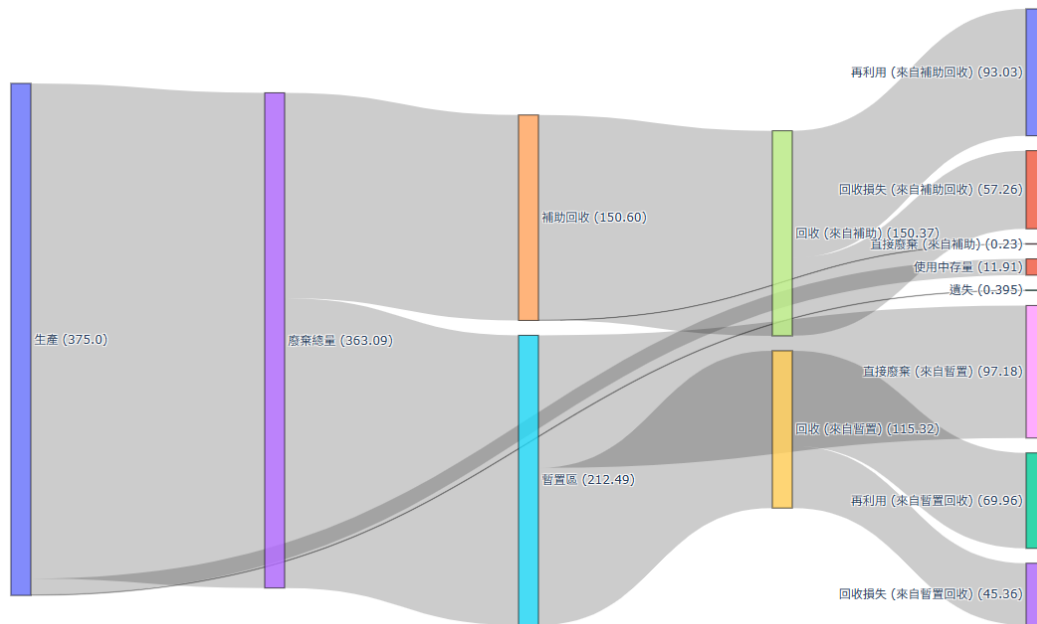 生產 (375.0)
廢棄總量 (363.09)
補助回收 (150.60)
暫置區 (212.49)
回收 (來自補助) (150.37)
回收 (來自暫置) (115.32)
再利用 (來自補助回收) (93.03)
回收損失 (來自補助回收) (57.26)
直接廢棄 (來自補助) (0.23)
使用中存量 (11.91)
遺失 (0.395)
直接廢棄 (來自暫置) (97.18)
再利用 (來自暫置回收) (69.96)
回收損失 (來自暫置回收) (45.36)